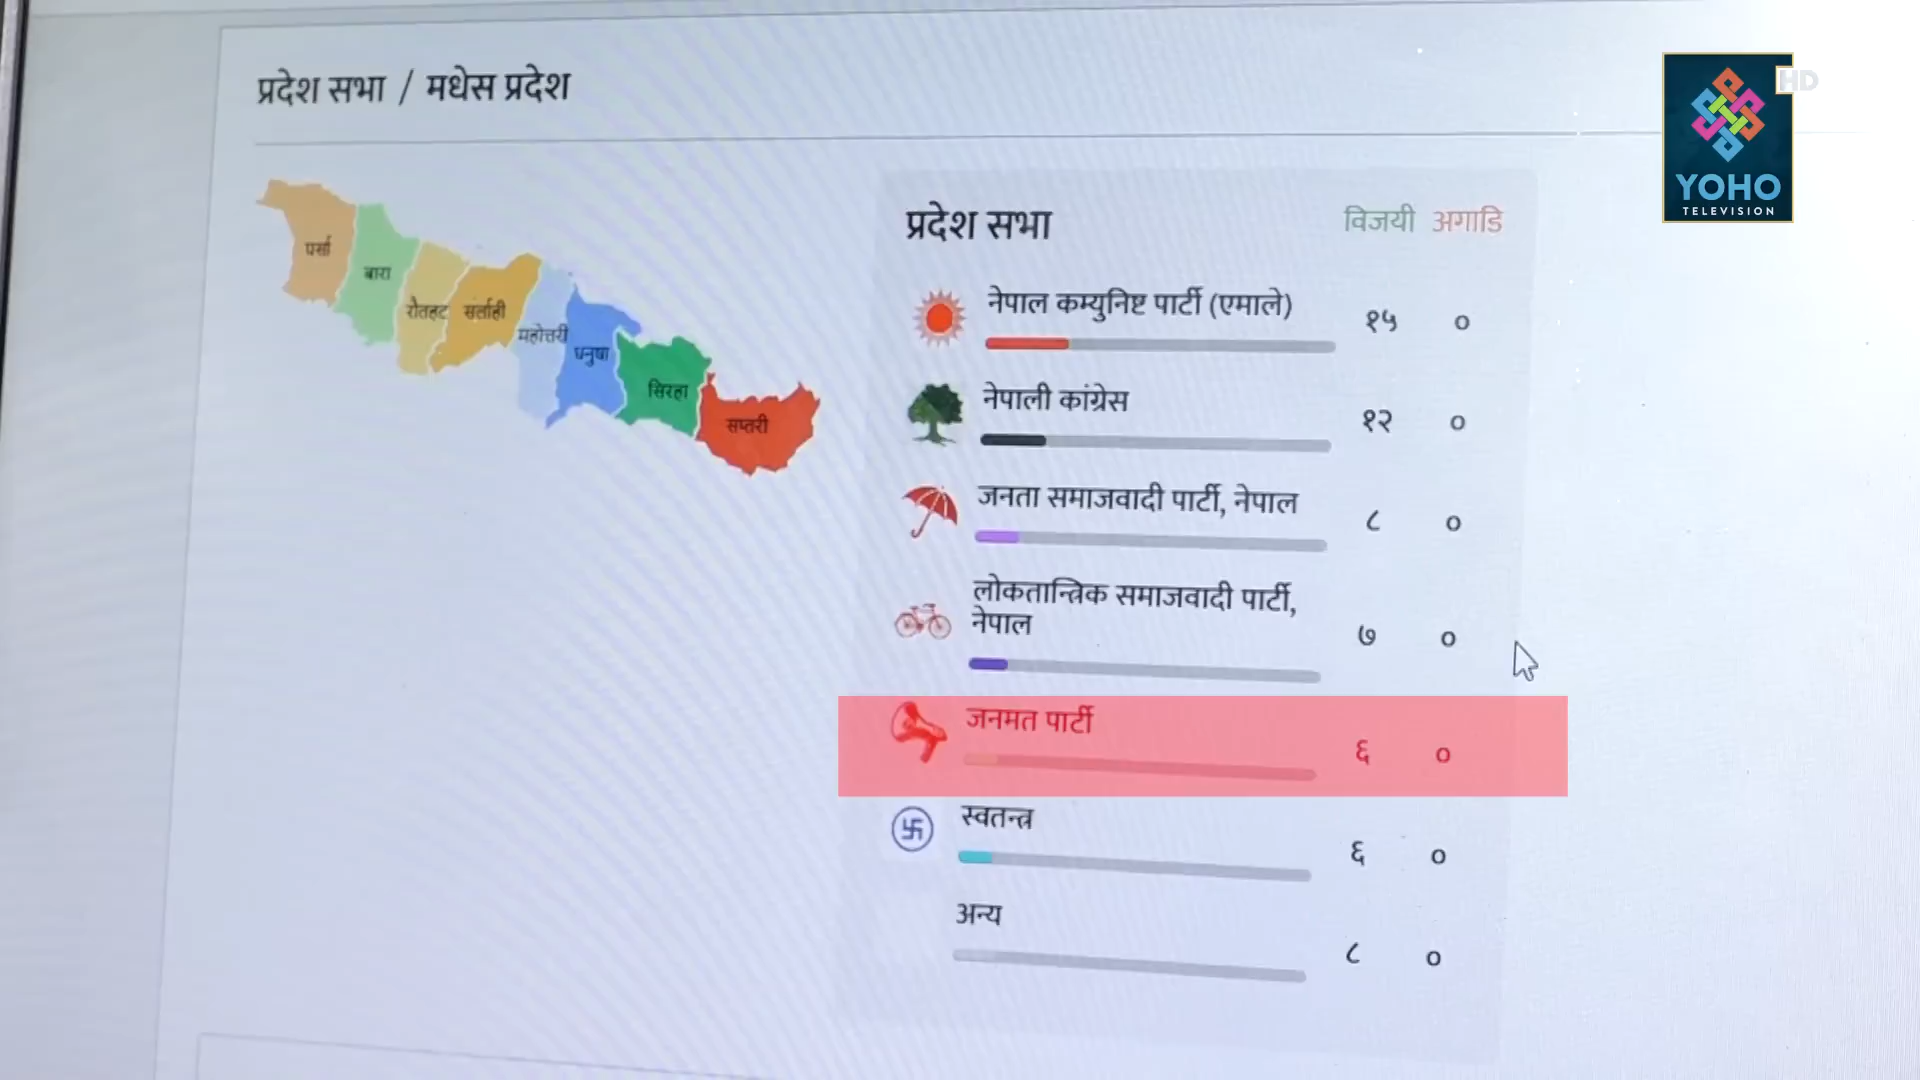 प्रदेश सभा / मधेस प्रदेश
HD
YOHO
TELEVISION
पर्सा
बारा
रौतहट
सर्लाही
महोत्तरी
धनुषा
सिरहा
सप्तरी
प्रदेश सभा विजयी अगाडि
नेपाल कम्युनिष्ट पार्टी (एमाले) १५ ०
नेपाली कांग्रेस १२ ०
जनता समाजवादी पार्टी, नेपाल ८ ०
लोकतान्त्रिक समाजवादी पार्टी,
नेपाल ७ ०
जनमत पार्टी ६ ०
स्वतन्त्र ६ ०
अन्य ८ ०